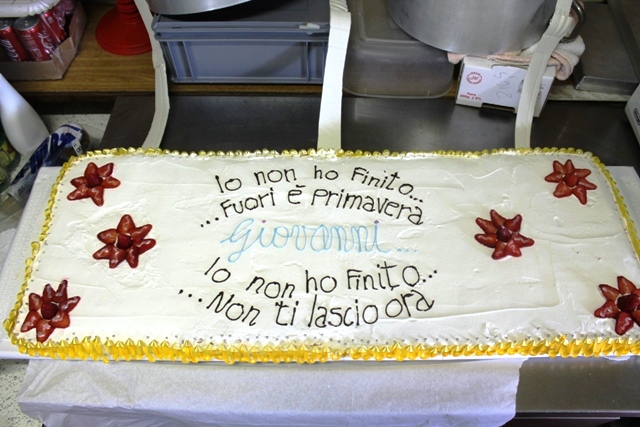 Io non ho Finito...
...Fuori è primavera
Giovanni...
Io non ho finito...
...Non ti lascio ora